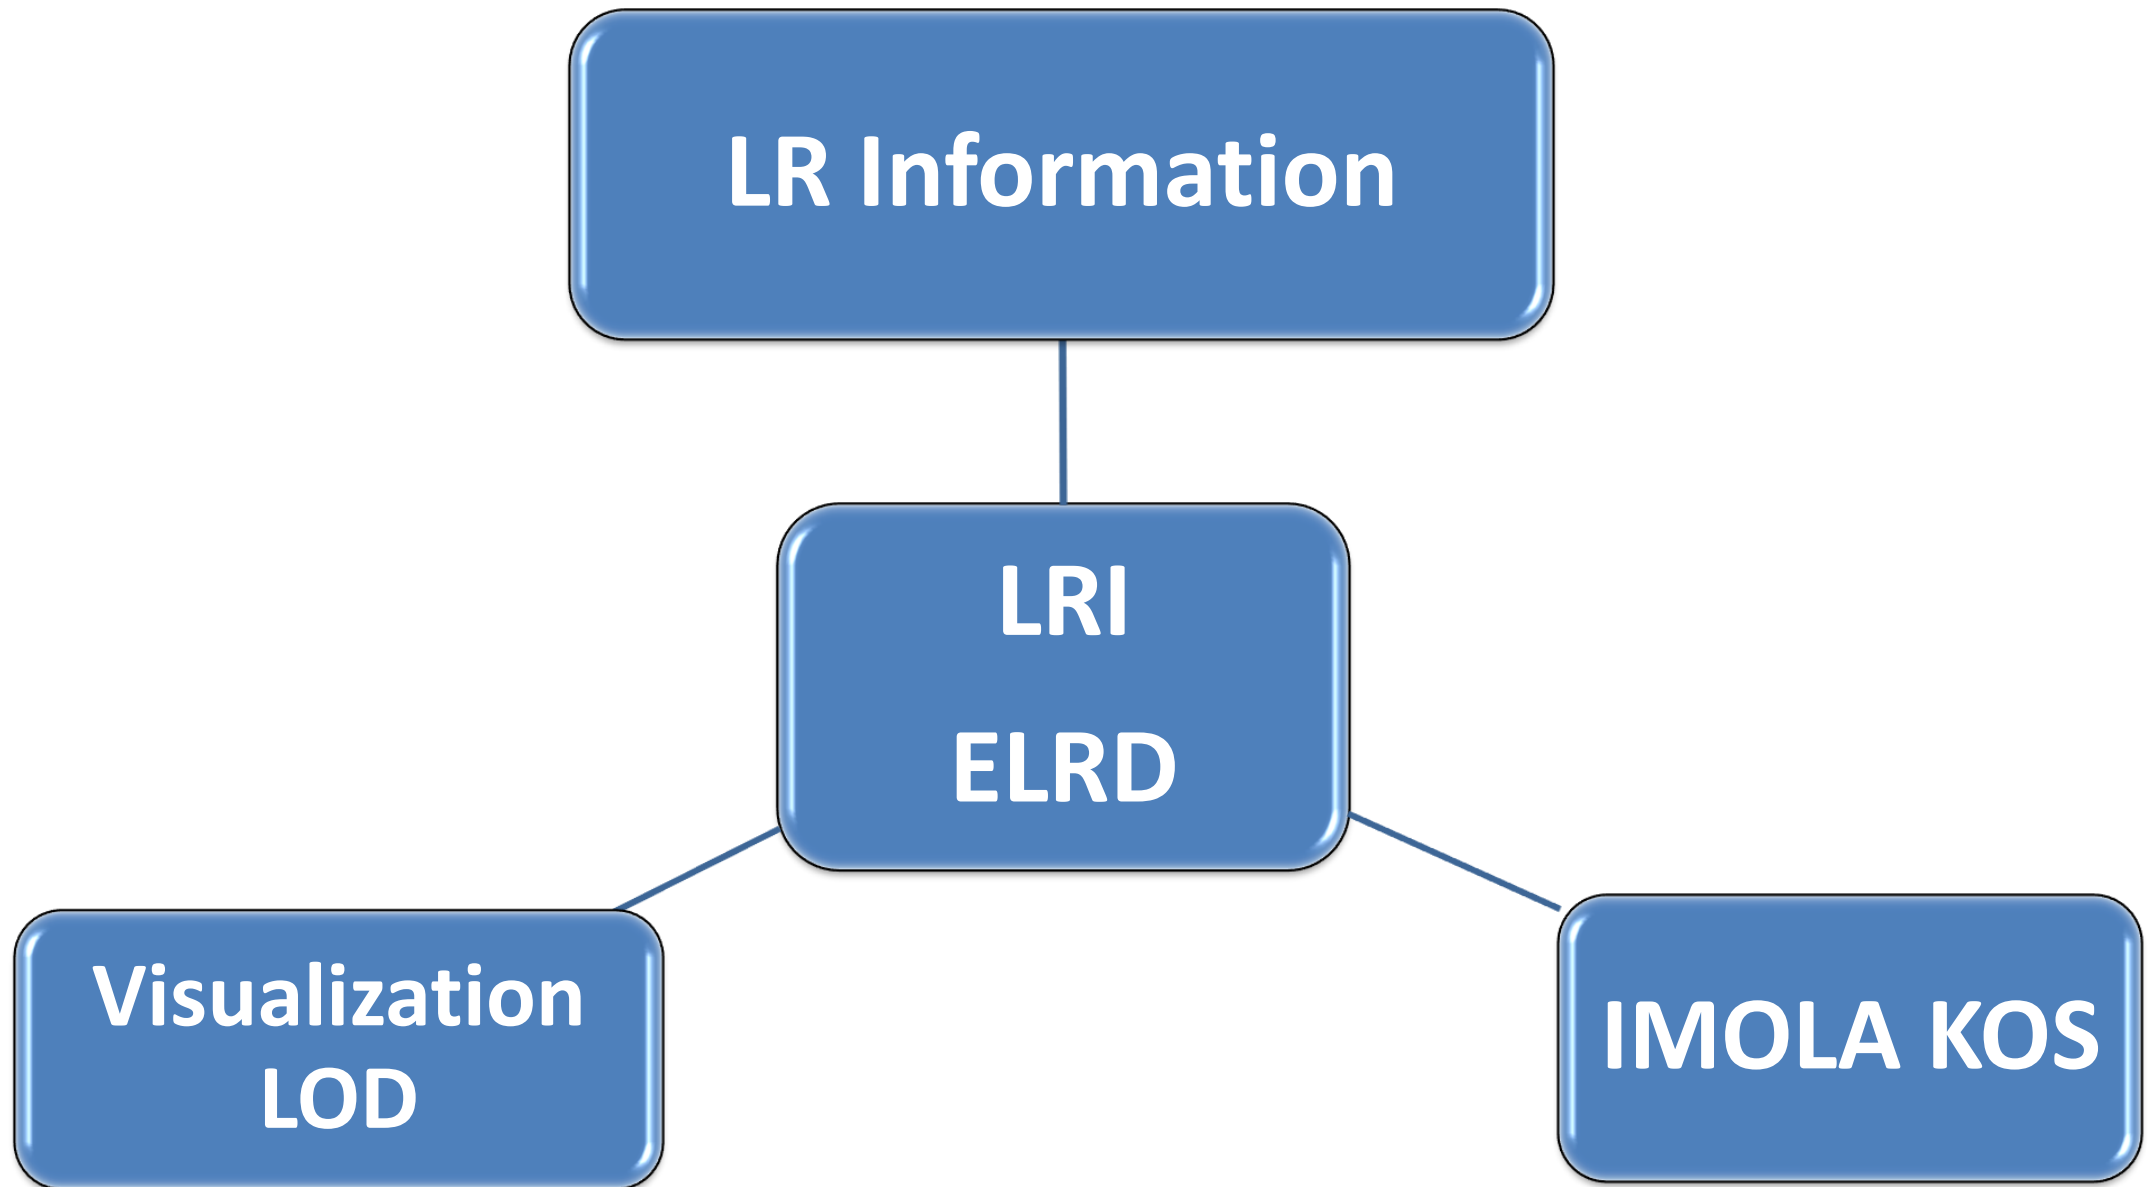 LR Information
LRI
ELRD
Visualization
LOD
IMOLA KOS